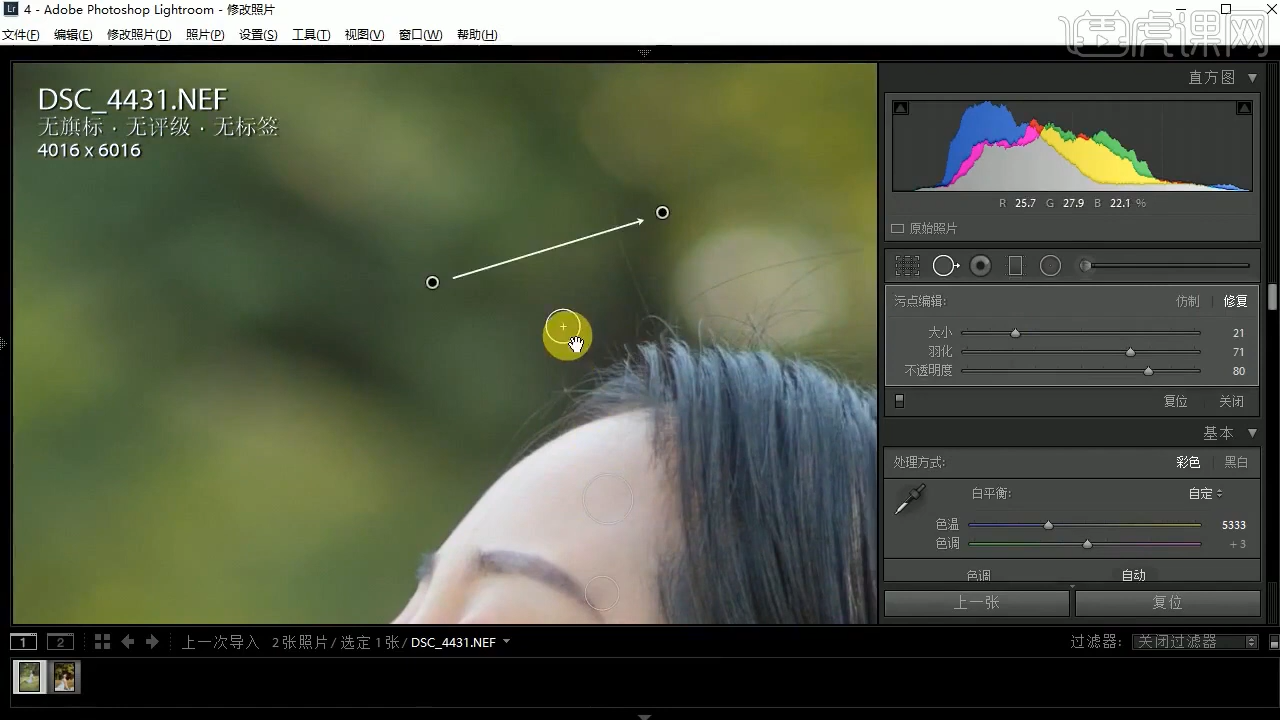 4 - Adobe Photoshop Lightroom - 修改照片
虎课网
文件(F) 编辑(E) 修改照片(D) 照片(P) 设置(S) 工具(T) 视图(V) 窗口(W) 帮助(H)
DSC_4431.NEF
无旗标 · 无评级 · 无标签
4016 x 6016
直方图
R 25.7 G 27.9 B 22.1 %
原始照片
污点编辑: 仿制 修复
大小 21
羽化 71
不透明度 80
复位 关闭
基本
处理方式: 彩色 黑白
白平衡: 自定
色温 5333
色调 + 3
色调 自动
上一张 复位
1 2 上一次导入 2 张照片 / 选定 1 张 / DSC_4431.NEF 过滤器: 关闭过滤器